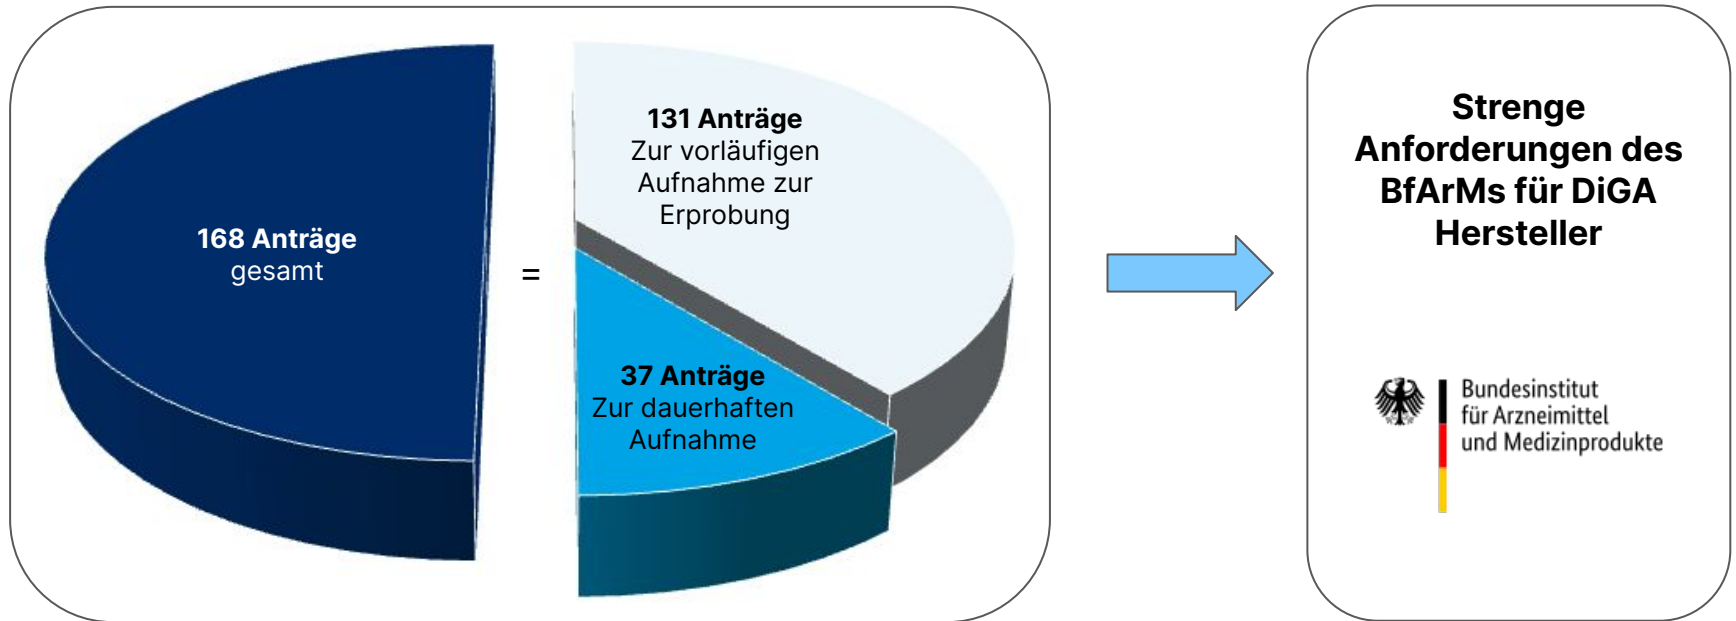 168 Anträge
gesamt
=
131 Anträge
Zur vorläufigen
Aufnahme zur
Erprobung
37 Anträge
Zur dauerhaften
Aufnahme
Strenge
Anforderungen des
BfArMs für DiGA
Hersteller
Bundesinstitut
für Arzneimittel
und Medizinprodukte